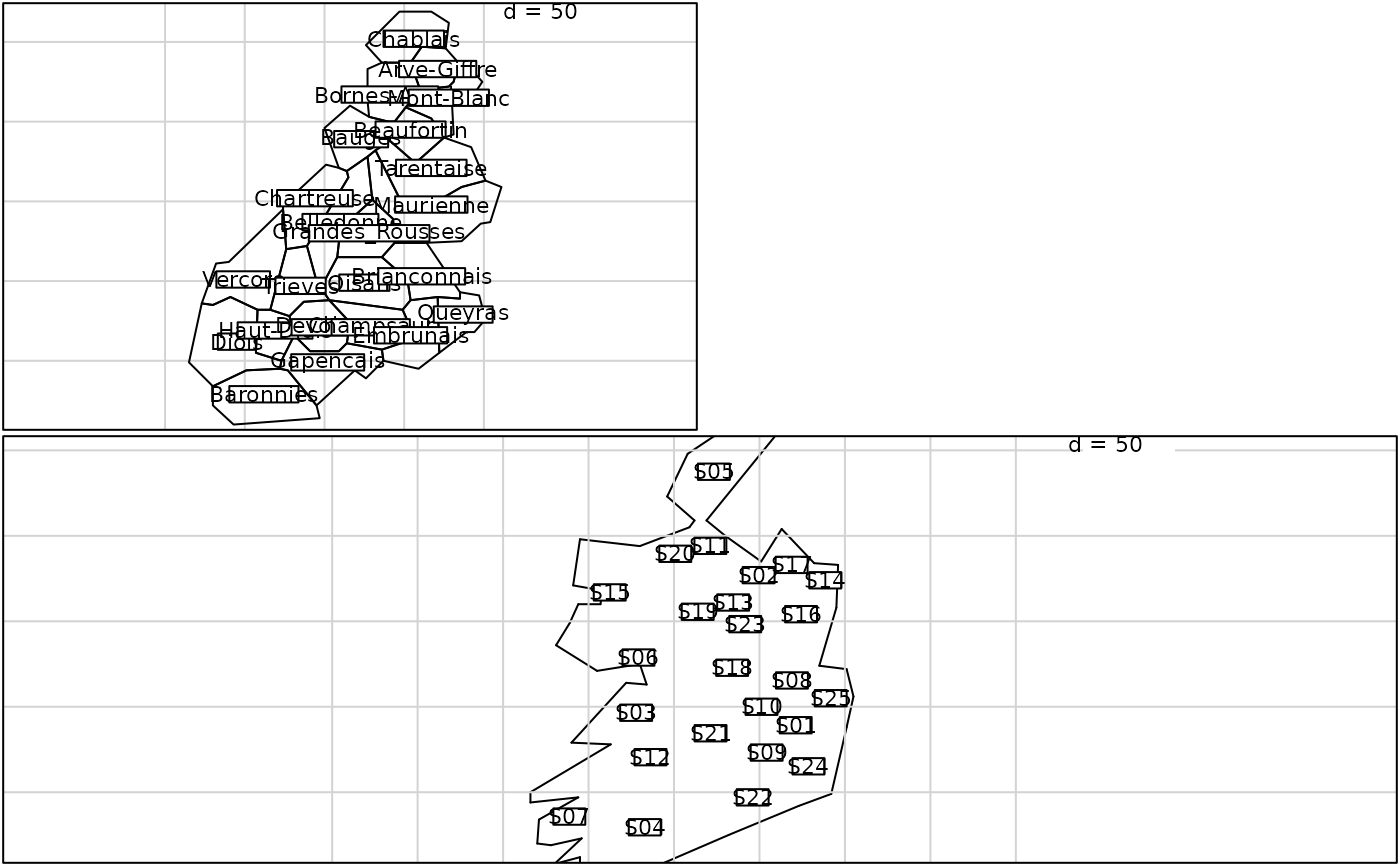 d = 50
Chablais
Arve-Giffre
Bornes-
Mont-Blanc
Beaufortin
Bauges
Tarentaise
Chartreuse
Maurienne
Belledonne
Grandes_Rousses
Vercors
Trieves
Oisans
Brianconnais
Queyras
Haut-
Devo
Champsaur
Embrunais
Diois
Gapencais
Baronnies
d = 50
S05
S11
S20
S17
S02
S14
S15
S13
S19
S16
S23
S06
S18
S08
S25
S10
S03
S01
S21
S09
S12
S24
S22
S07
S04